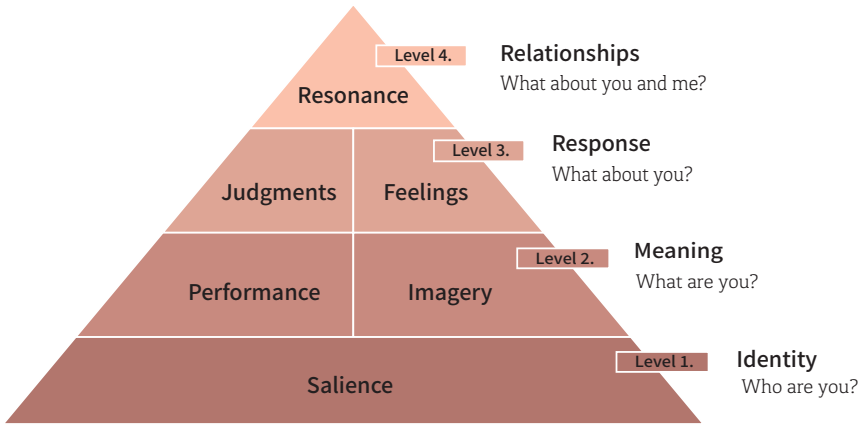 Level 4.
Relationships
What about you and me?
Resonance
Level 3.
Response
What about you?
Judgments
Feelings
Level 2.
Meaning
What are you?
Performance
Imagery
Level 1.
Identity
Who are you?
Salience